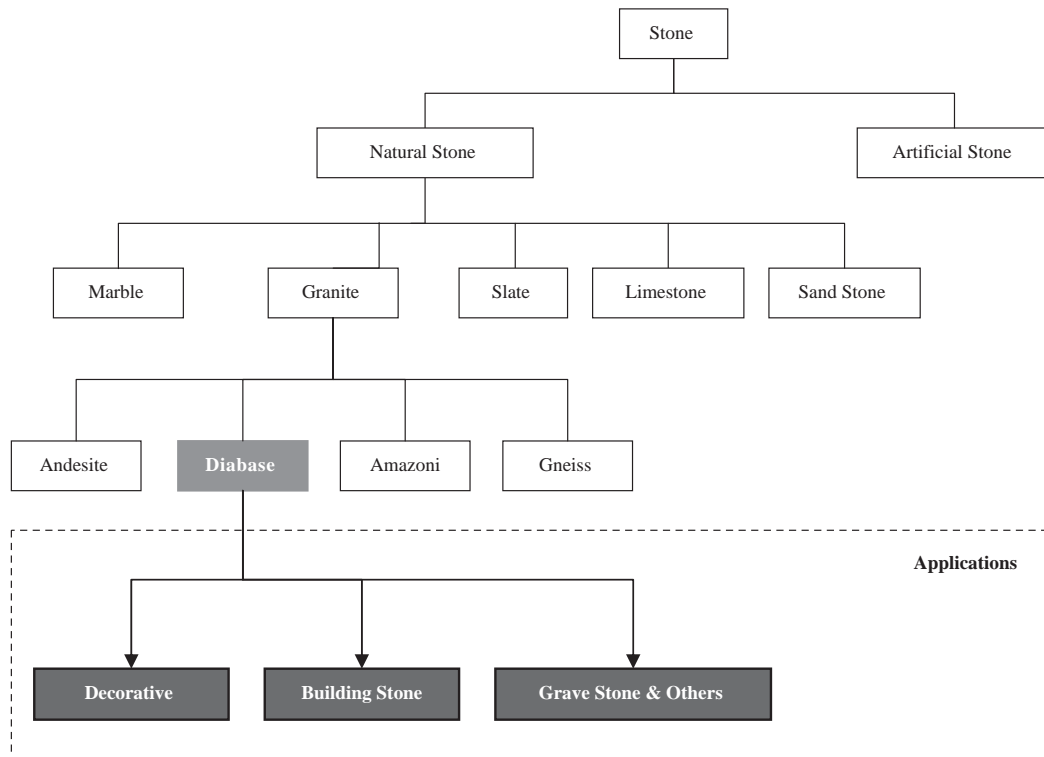 Stone
Natural Stone
Artificial Stone
Marble
Granite
Slate
Limestone
Sand Stone
Andesite
Diabase
Amazoni
Gneiss
Applications
Decorative
Building Stone
Grave Stone & Others